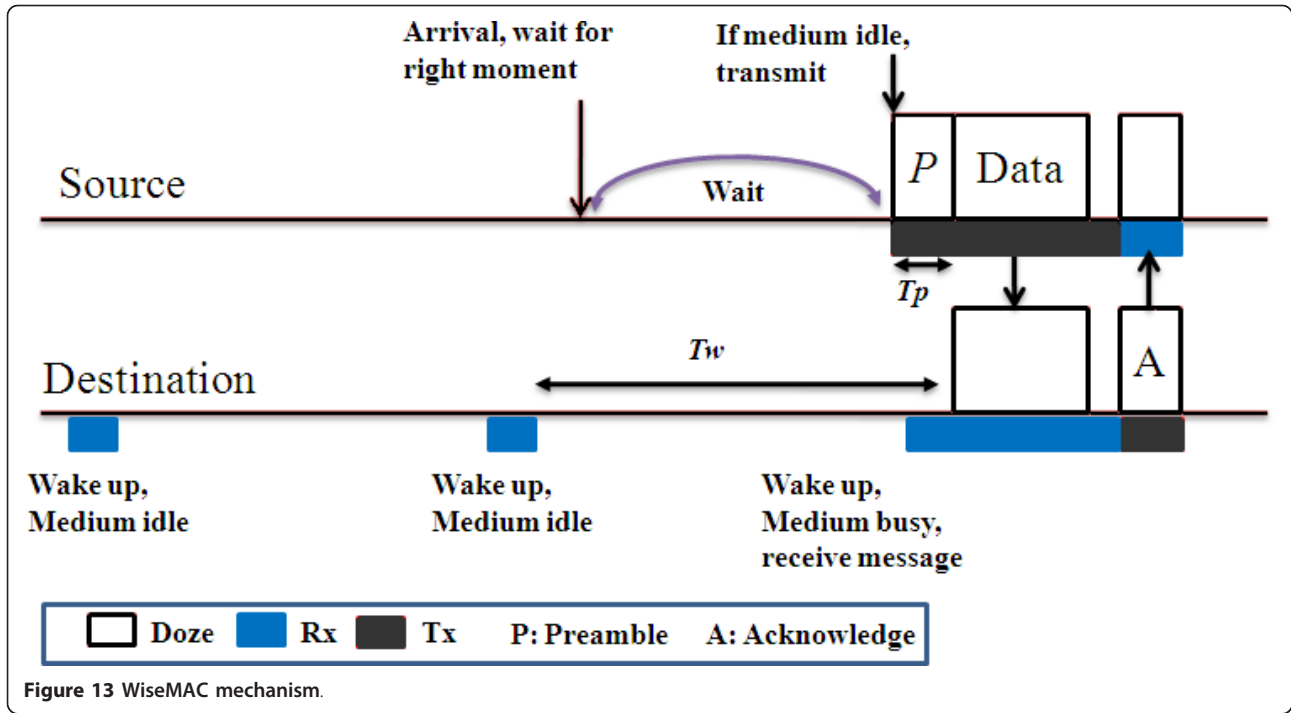 Arrival, wait for
right moment
If medium idle,
transmit
Source
Wait
P
Data
Tp
Destination
Tw
A
Wake up,
Medium idle
Wake up,
Medium idle
Wake up,
Medium busy,
receive message
Doze
Rx
Tx
P: Preamble
A: Acknowledge
Figure 13 WiseMAC mechanism.